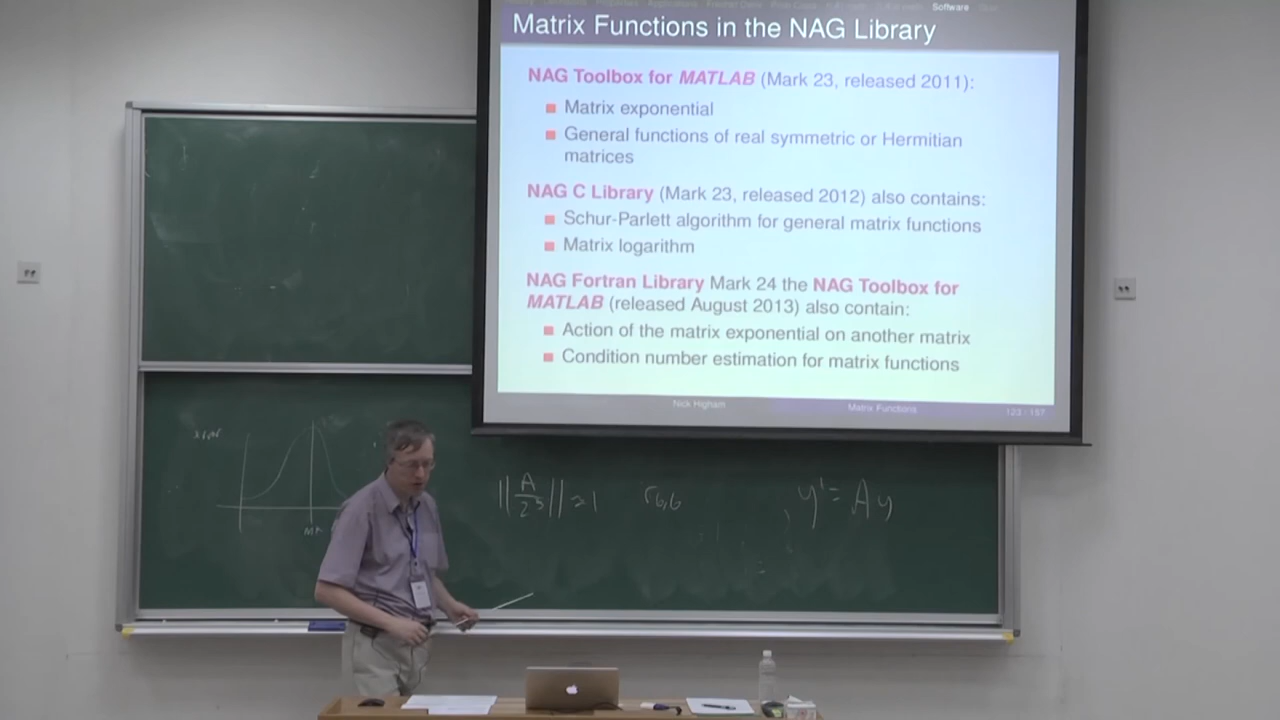 Software
Matrix Functions in the NAG Library
NAG Toolbox for MATLAB (Mark 23, released 2011):
Matrix exponential
General functions of real symmetric or Hermitian
matrices
NAG C Library (Mark 23, released 2012) also contains:
Schur-Parlett algorithm for general matrix functions
Matrix logarithm
NAG Fortran Library Mark 24 the NAG Toolbox for
MATLAB (released August 2013) also contain:
Action of the matrix exponential on another matrix
Condition number estimation for matrix functions
Nick Higham Matrix Functions 123 / 157
y' = Ay